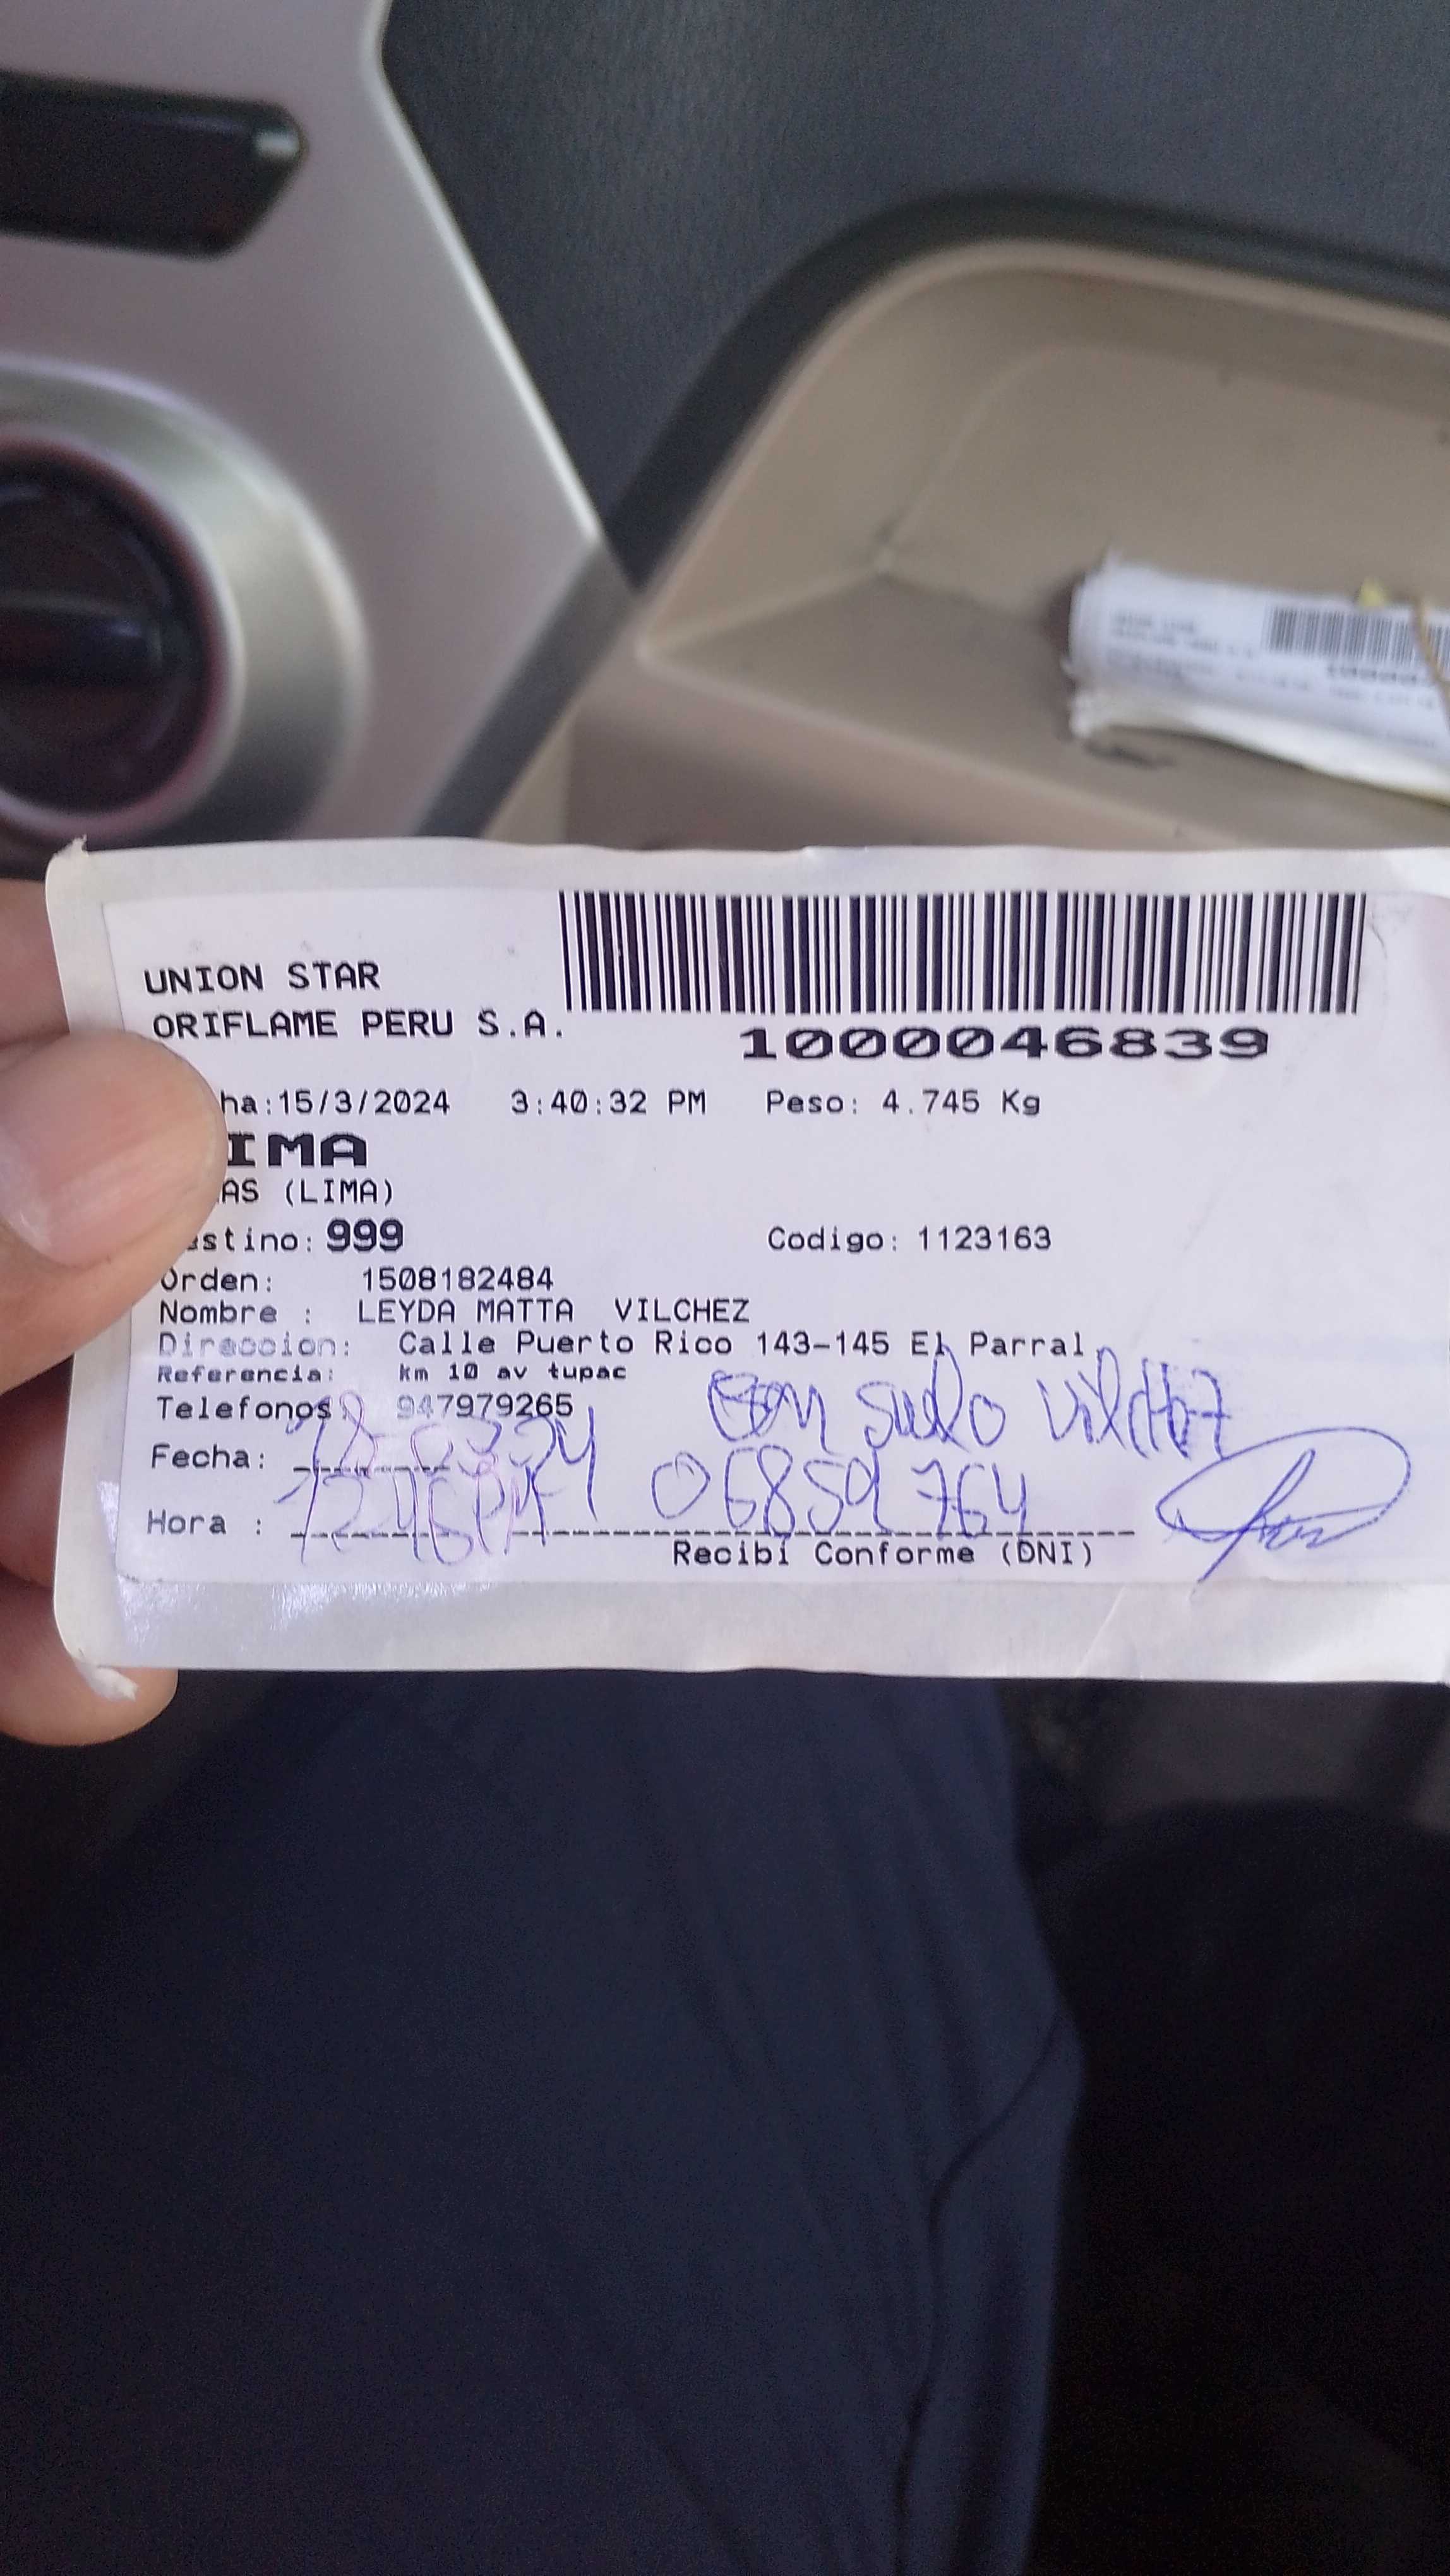 UNION STAR
ORIFLAME PERU S.A.
1000046839
ha:15/3/2024 3:40:32 PM Peso: 4.745 Kg
IMA
AS (LIMA)
stino: 999 Codigo: 1123163
Orden: 1508182484
Nombre : LEYDA MATTA VILCHEZ
Direccion: Calle Puerto Rico 143-145 El Parral
Referencia: km 10 av tupac
Telefonos: 947979265
Fecha:
06859764
Hora :
Recibí Conforme (DNI)